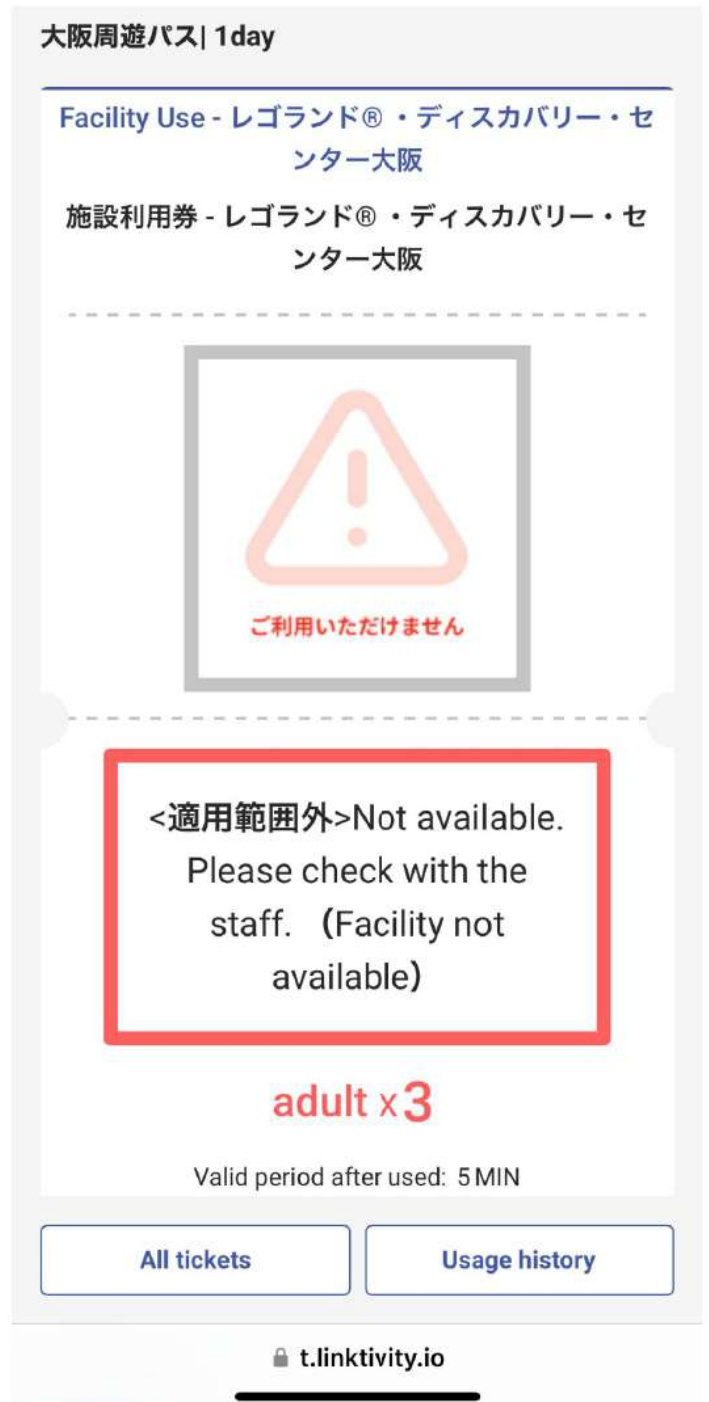 大阪周遊パス| 1day
Facility Use - レゴランド®・ディスカバリー・セ
ンター大阪
施設利用券 - レゴランド®・ディスカバリー・セ
ンター大阪
ご利用いただけません
<適用範囲外>Not available.
Please check with the
staff. （Facility not
available）
adult x3
Valid period after used: 5 MIN
All tickets
Usage history
t.linktivity.io